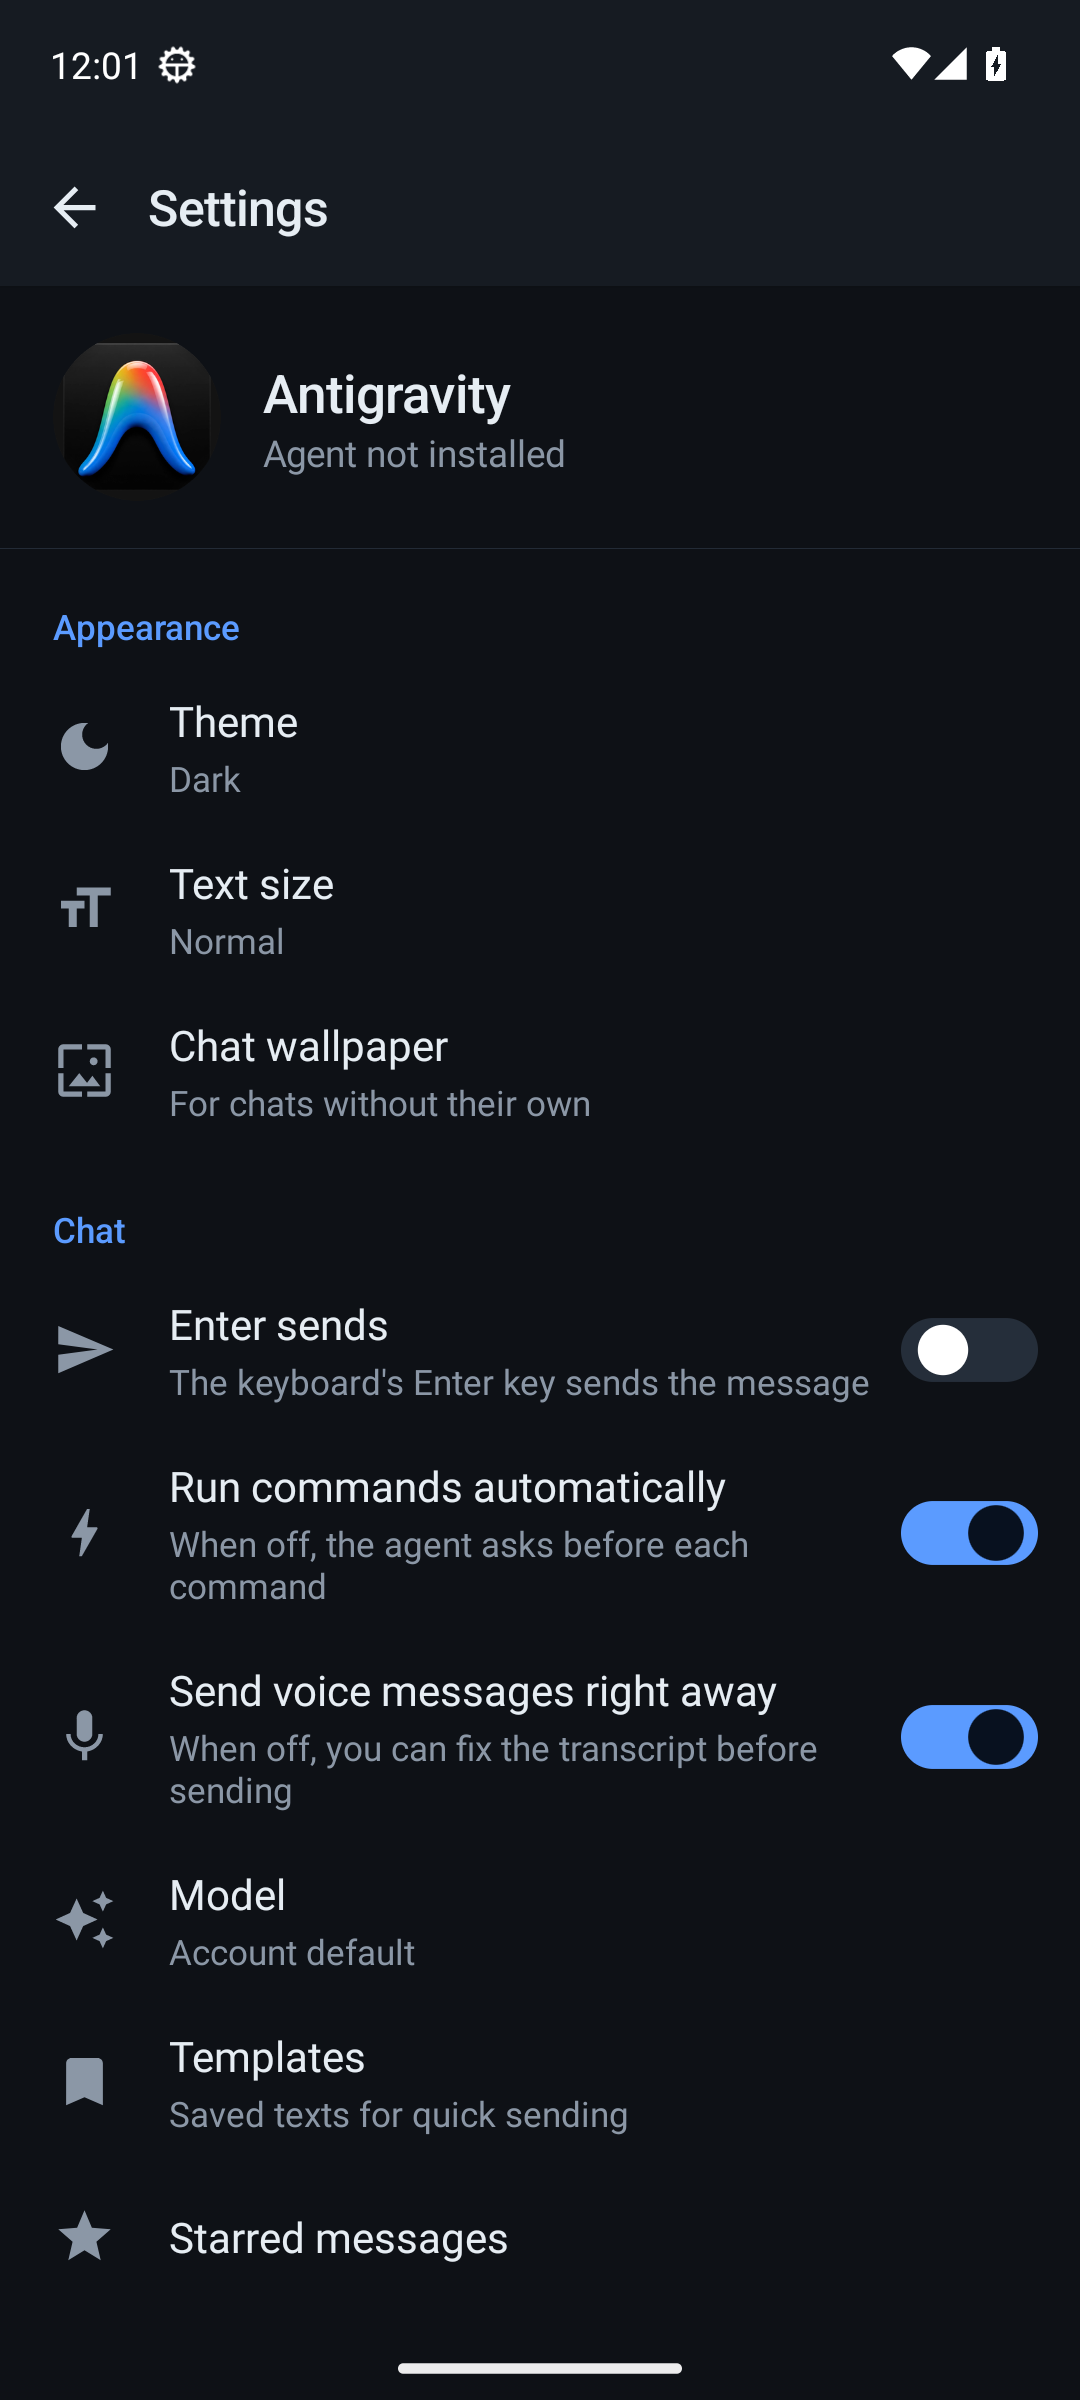 12:01
Settings
Antigravity
Agent not installed
Appearance
Theme
Dark
Text size
Normal
Chat wallpaper
For chats without their own
Chat
Enter sends
The keyboard's Enter key sends the message
Run commands automatically
When off, the agent asks before each
command
Send voice messages right away
When off, you can fix the transcript before
sending
Model
Account default
Templates
Saved texts for quick sending
Starred messages